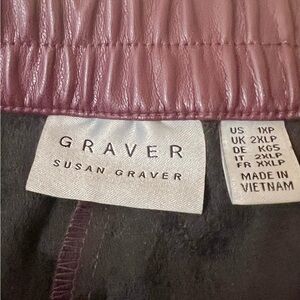 GRAVER
SUSAN GRAVER
US 1XP
UK 2XLP
DE KG5
IT 2XLP
FR XXLP
MADE IN
VIETNAM